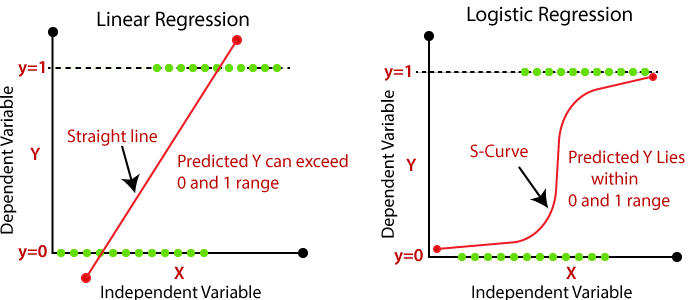 Linear Regression
y=1
Dependent Variable
Y
Straight line
Predicted Y can exceed
0 and 1 range
y=0
X
Independent Variable
Logistic Regression
y=1
Dependent Variable
Y
S-Curve
Predicted Y Lies
within
0 and 1 range
y=0
X
Independent Variable